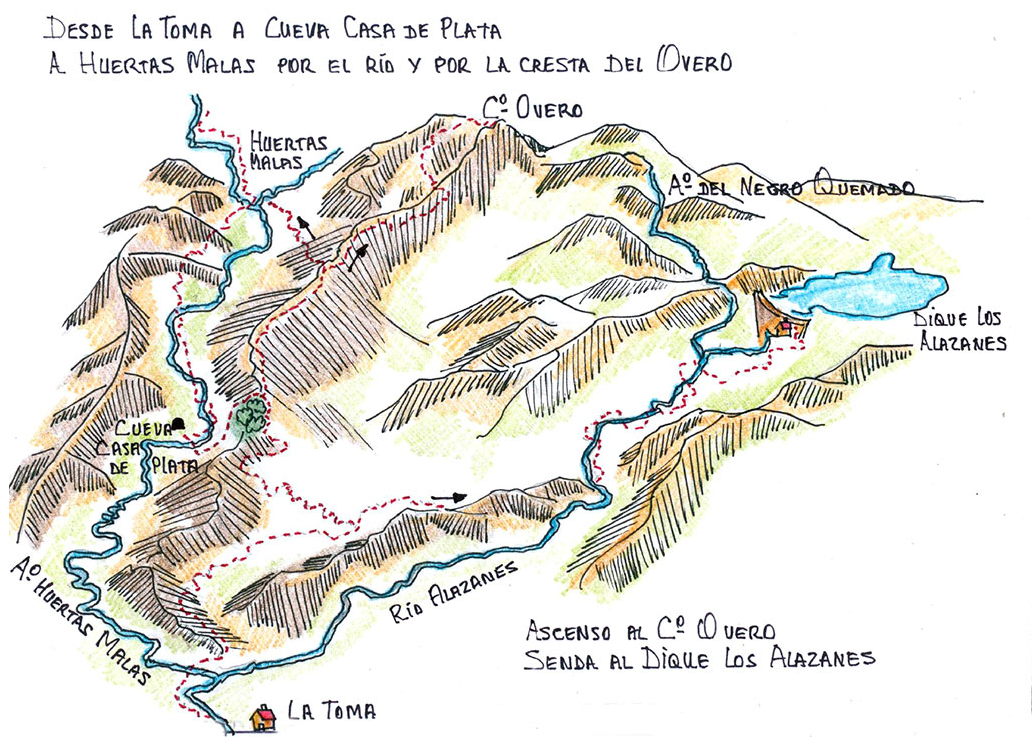 DESDE LA TOMA A CUEVA CASA DE PLATA
A HUERTAS MALAS POR EL RÍO Y POR LA CRESTA DEL OVERO
Cº OVERO
HUERTAS
MALAS
Aº DEL NEGRO QUEMADO
DIQUE LOS
ALAZANES
CUEVA
CASA
DE PLATA
Aº HUERTAS MALAS
RÍO ALAZANES
ASCENSO AL Cº OVERO
SENDA AL DIQUE LOS ALAZANES
LA TOMA